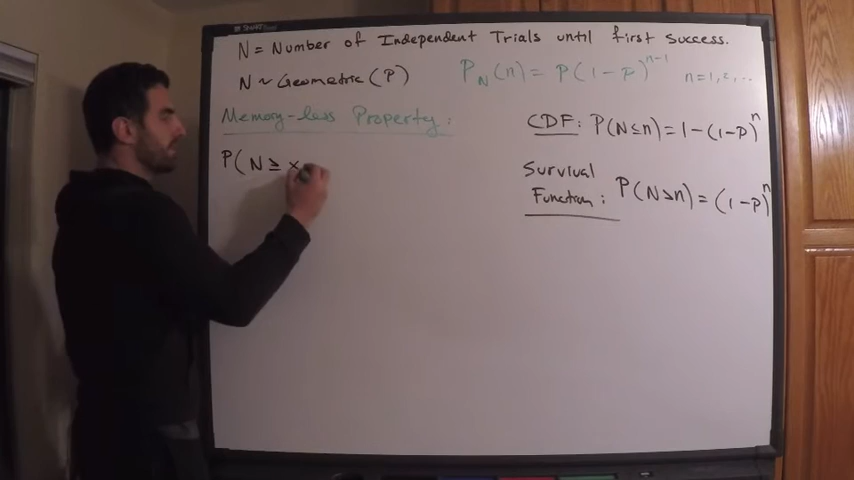 N = Number of Independent Trials until first Success.
N ~ Geometric (P) P_N(n) = P(1-P)^{n-1} n=1,2,...
Memory-less Property:
P(N ≥ x
CDF: P(N≤n) = 1-(1-P)^n
Survival
Function: P(N>n) = (1-P)^n